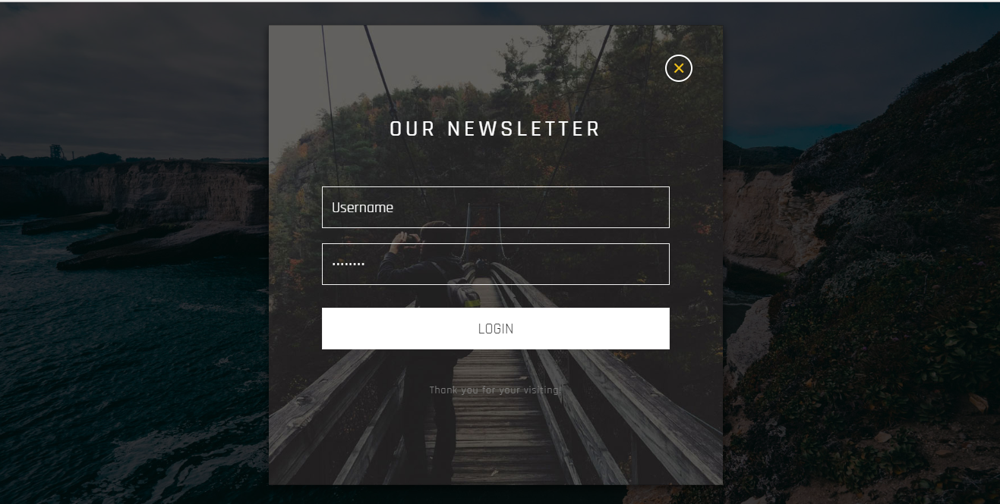 OUR NEWSLETTER
Username
........
LOGIN
Thank you for your visiting!